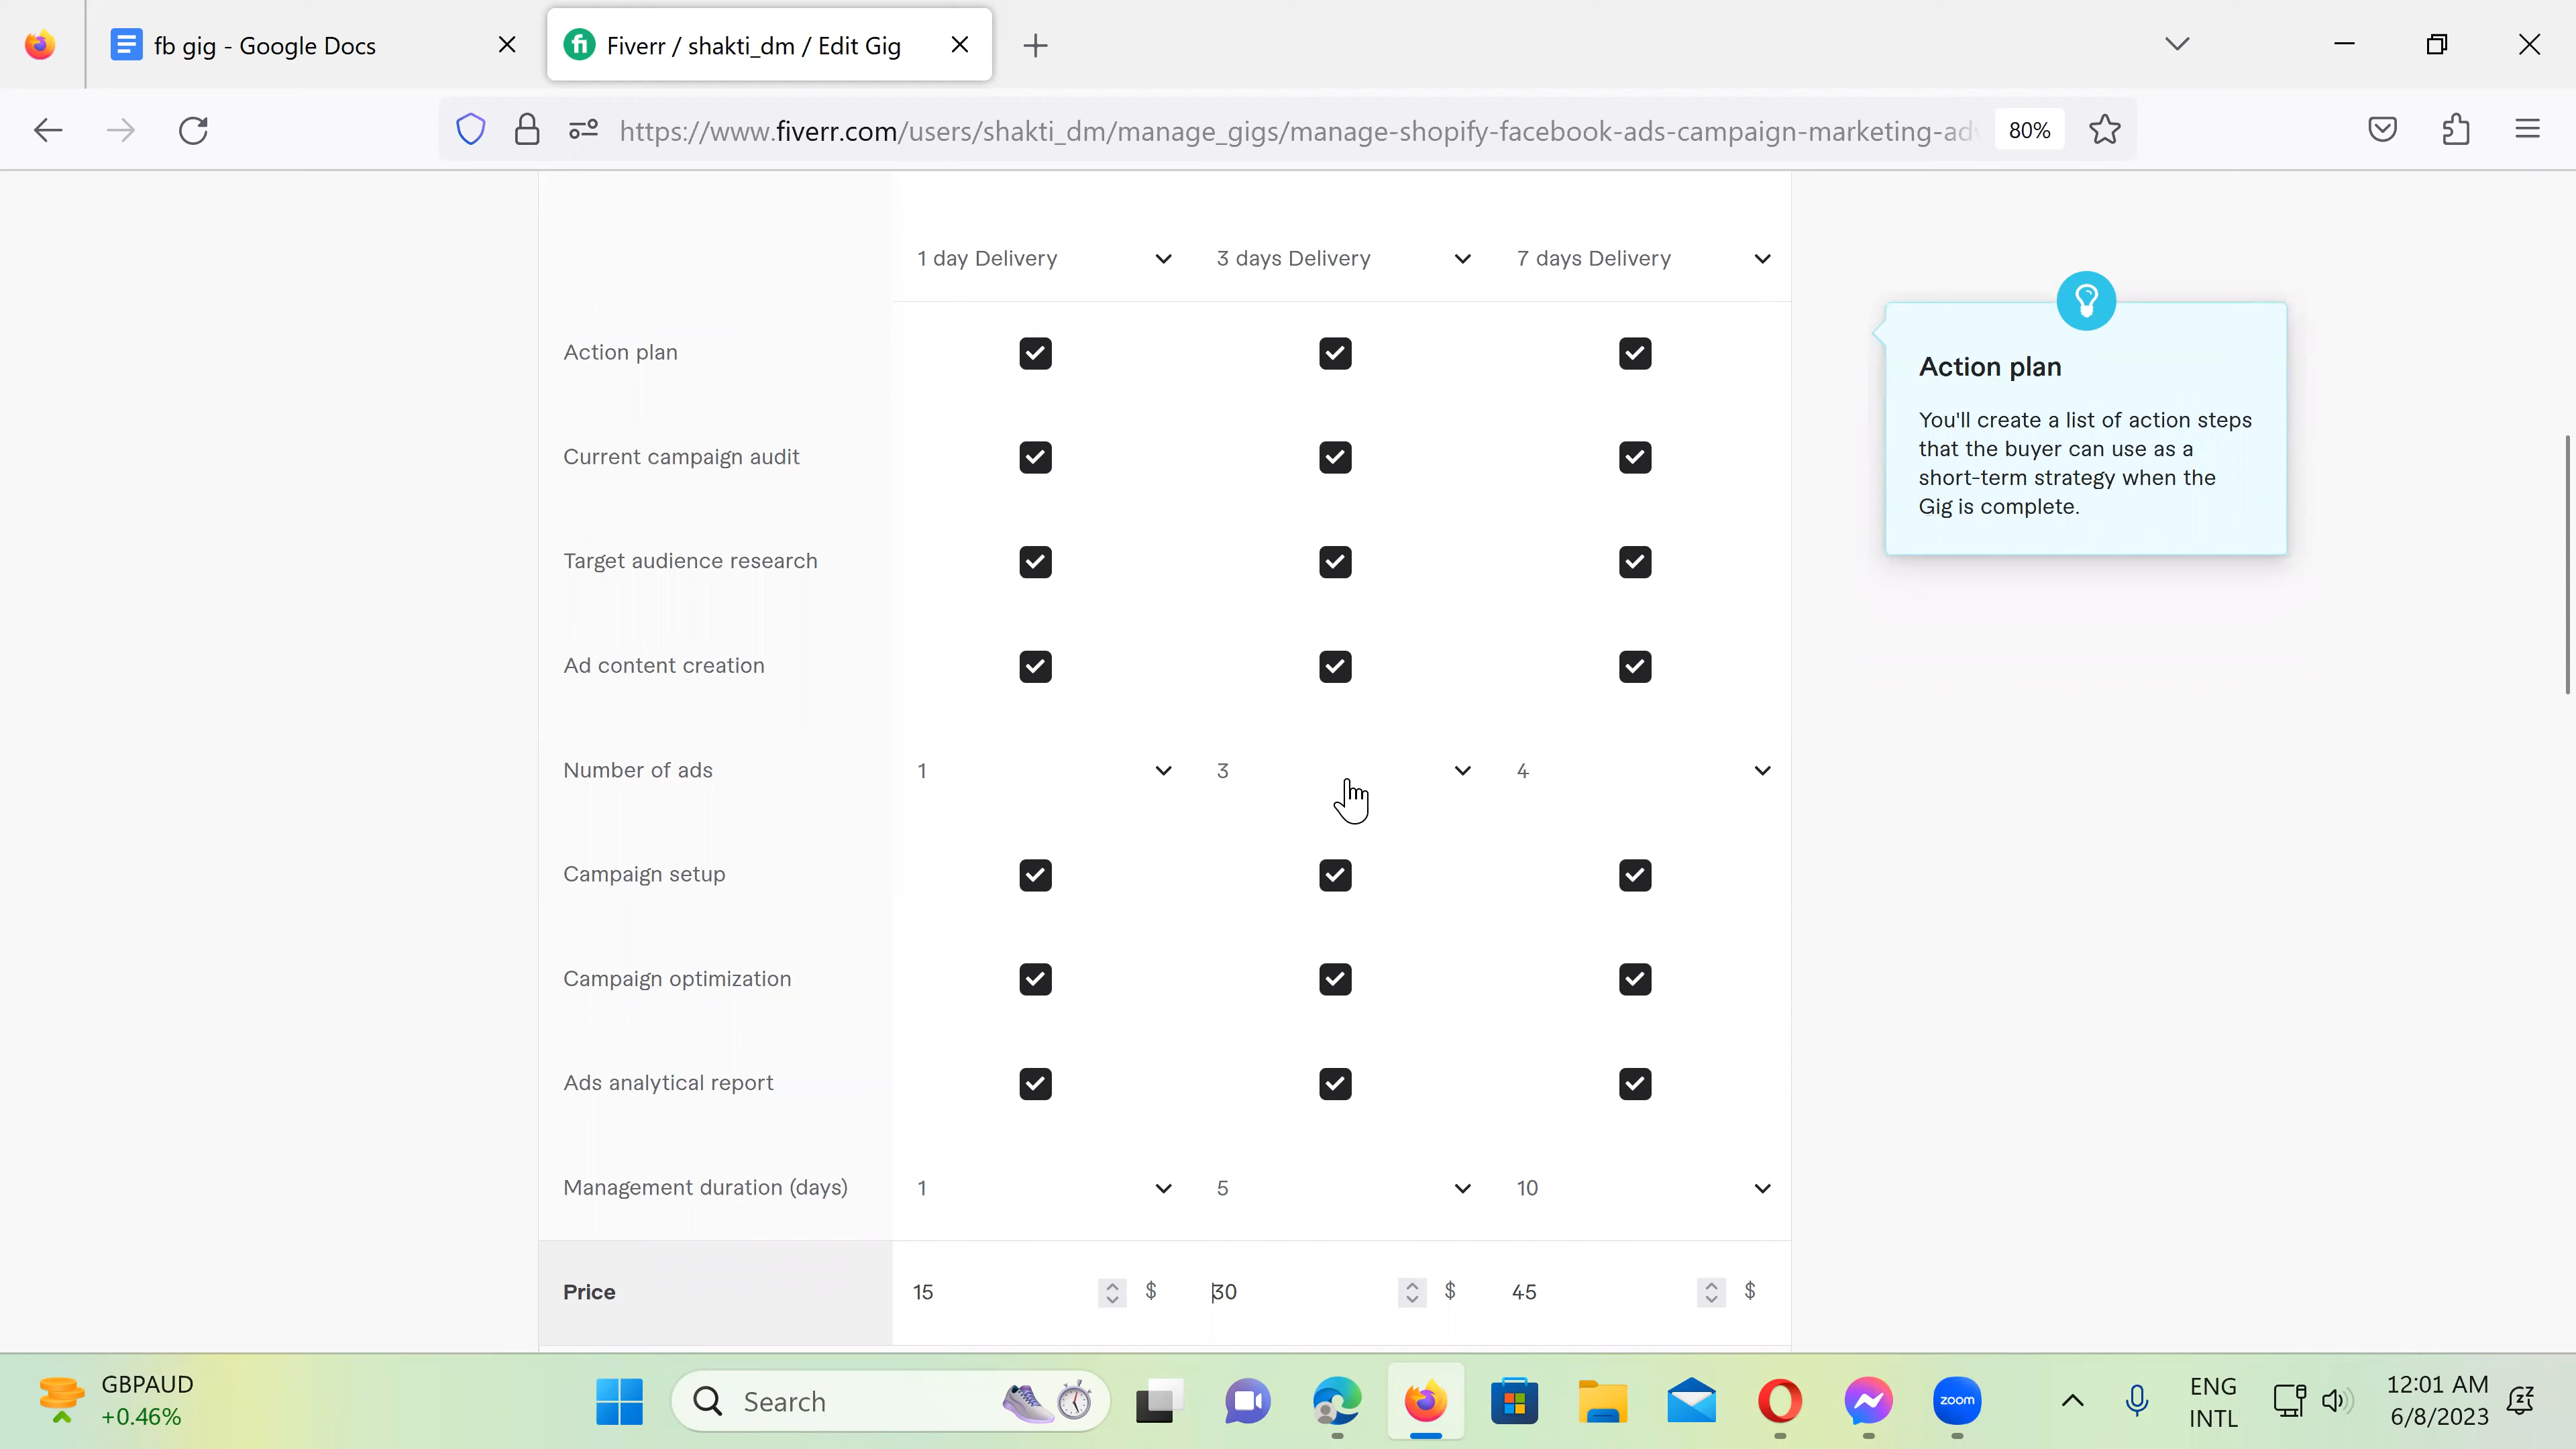 fb gig - Google Docs
Fiverr / shakti_dm / Edit Gig
https://www.fiverr.com/users/shakti_dm/manage_gigs/manage-shopify-facebook-ads-campaign-marketing-adv
80%
1 day Delivery 3 days Delivery 7 days Delivery
Action plan
Current campaign audit
Target audience research
Ad content creation
Number of ads 1 3 4
Campaign setup
Campaign optimization
Ads analytical report
Management duration (days) 1 5 10
Price 15 $ 30 $ 45 $
Action plan
You'll create a list of action steps
that the buyer can use as a
short-term strategy when the
Gig is complete.
GBPAUD
+0.46%
Search
zoom
ENG
INTL
12:01 AM
6/8/2023